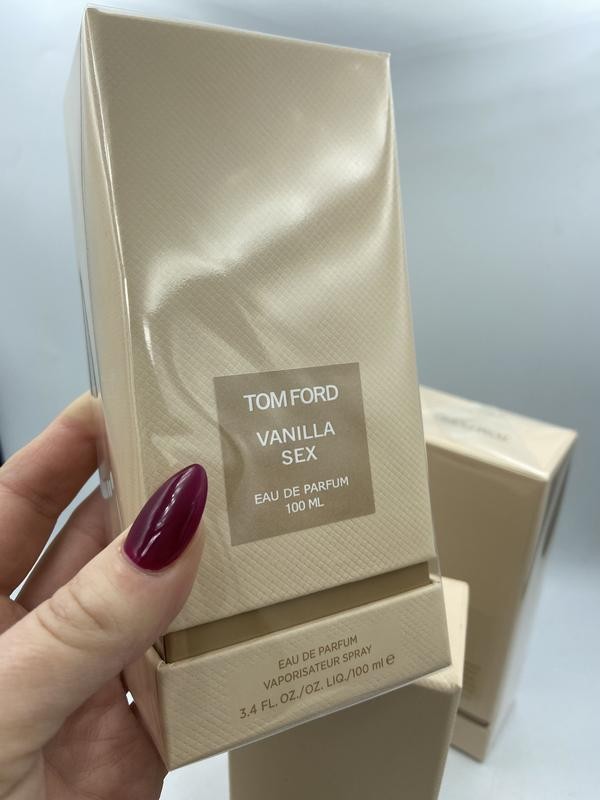 TOM FORD
VANILLA
SEX
EAU DE PARFUM
100 ML
EAU DE PARFUM
VAPORISATEUR SPRAY
3.4 FL. OZ./OZ. LIQ./100 ml ℮